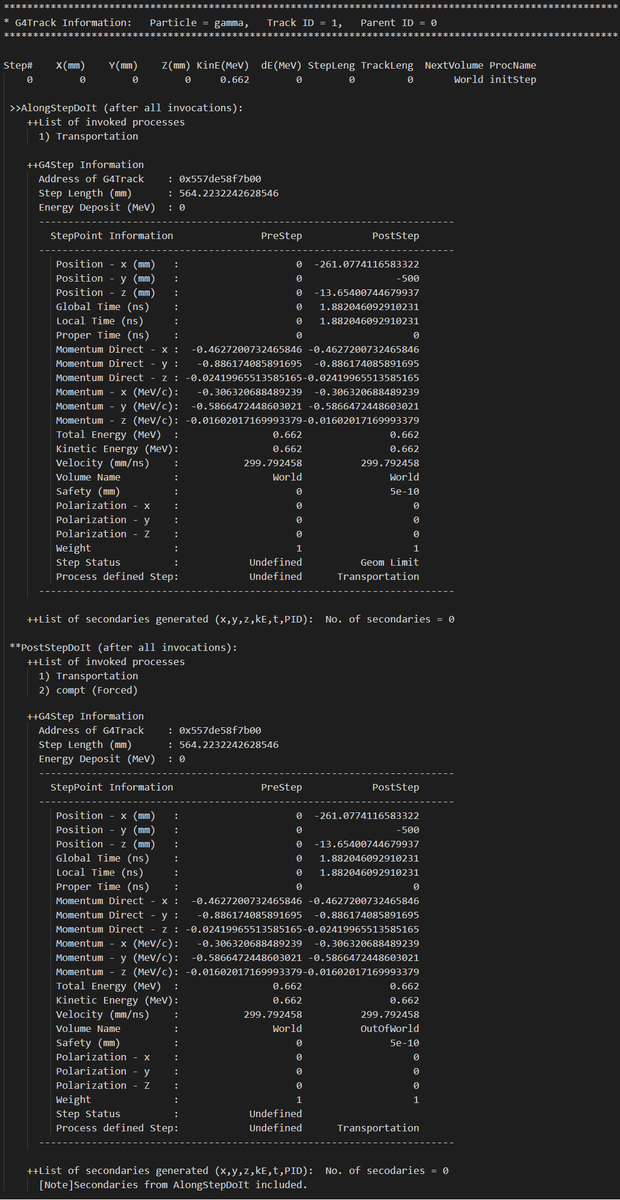 *********************************************************************************************************
* G4Track Information:   Particle = gamma,   Track ID = 1,   Parent ID = 0
*********************************************************************************************************
Step#    X(mm)    Y(mm)    Z(mm) KinE(MeV)  dE(MeV) StepLeng TrackLeng  NextVolume ProcName
0        0        0        0     0.662        0        0         0       World initStep
>>AlongStepDoIt (after all invocations):
++List of invoked processes
1) Transportation
++G4Step Information
Address of G4Track    : 0x557de58f7b00
Step Length (mm)      : 564.2232242628546
Energy Deposit (MeV)  : 0
-----------------------------------------------------------------------
StepPoint Information               PreStep            PostStep
-----------------------------------------------------------------------
Position - x (mm)   :                    0  -261.0774116583322
Position - y (mm)   :                    0                -500
Position - z (mm)   :                    0  -13.65400744679937
Global Time (ns)    :                    0   1.882046092910231
Local Time (ns)     :                    0   1.882046092910231
Proper Time (ns)    :                    0                   0
Momentum Direct - x :  -0.4627200732465846 -0.4627200732465846
Momentum Direct - y :   -0.886174085891695  -0.886174085891695
Momentum Direct - z : -0.02419965513585165-0.02419965513585165
Momentum - x (MeV/c):   -0.306320688489239  -0.306320688489239
Momentum - y (MeV/c):  -0.5866472448603021 -0.5866472448603021
Momentum - z (MeV/c): -0.01602017169993379-0.01602017169993379
Total Energy (MeV)  :                0.662               0.662
Kinetic Energy (MeV):                0.662               0.662
Velocity (mm/ns)    :           299.792458          299.792458
Volume Name         :                World               World
Safety (mm)         :                    0               5e-10
Polarization - x    :                    0                   0
Polarization - y    :                    0                   0
Polarization - Z    :                    0                   0
Weight              :                    1                   1
Step Status         :            Undefined          Geom Limit
Process defined Step:            Undefined      Transportation
-----------------------------------------------------------------------
++List of secondaries generated (x,y,z,kE,t,PID):  No. of secondaries = 0
**PostStepDoIt (after all invocations):
++List of invoked processes
1) Transportation
2) compt (Forced)
++G4Step Information
Address of G4Track    : 0x557de58f7b00
Step Length (mm)      : 564.2232242628546
Energy Deposit (MeV)  : 0
-----------------------------------------------------------------------
StepPoint Information               PreStep            PostStep
-----------------------------------------------------------------------
Position - x (mm)   :                    0  -261.0774116583322
Position - y (mm)   :                    0                -500
Position - z (mm)   :                    0  -13.65400744679937
Global Time (ns)    :                    0   1.882046092910231
Local Time (ns)     :                    0   1.882046092910231
Proper Time (ns)    :                    0                   0
Momentum Direct - x :  -0.4627200732465846 -0.4627200732465846
Momentum Direct - y :   -0.886174085891695  -0.886174085891695
Momentum Direct - z : -0.02419965513585165-0.02419965513585165
Momentum - x (MeV/c):   -0.306320688489239  -0.306320688489239
Momentum - y (MeV/c):  -0.5866472448603021 -0.5866472448603021
Momentum - z (MeV/c): -0.01602017169993379-0.01602017169993379
Total Energy (MeV)  :                0.662               0.662
Kinetic Energy (MeV):                0.662               0.662
Velocity (mm/ns)    :           299.792458          299.792458
Volume Name         :                World          OutOfWorld
Safety (mm)         :                    0               5e-10
Polarization - x    :                    0                   0
Polarization - y    :                    0                   0
Polarization - Z    :                    0                   0
Weight              :                    1                   1
Step Status         :            Undefined
Process defined Step:            Undefined      Transportation
-----------------------------------------------------------------------
++List of secondaries generated (x,y,z,kE,t,PID):  No. of secodaries = 0
[Note]Secondaries from AlongStepDoIt included.